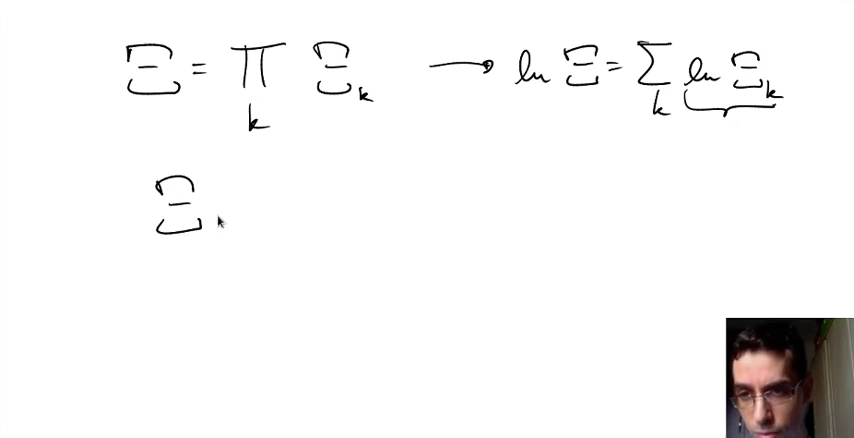 Ξ = ∏_k Ξ_k → ln Ξ = ∑_k ln Ξ_k
Ξ